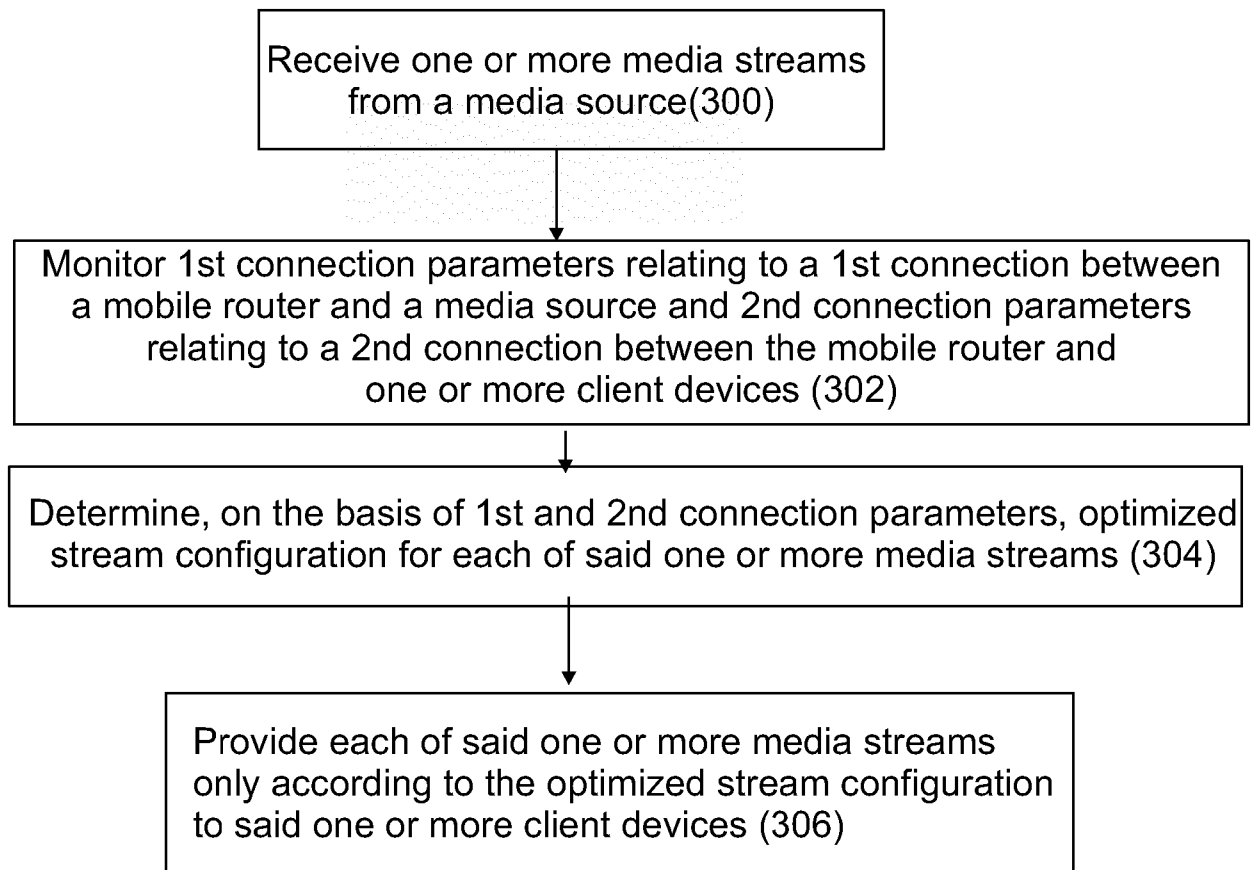 Receive one or more media streams
from a media source(300)
Monitor 1st connection parameters relating to a 1st connection between
a mobile router and a media source and 2nd connection parameters
relating to a 2nd connection between the mobile router and
one or more client devices (302)
Determine, on the basis of 1st and 2nd connection parameters, optimized
stream configuration for each of said one or more media streams (304)
Provide each of said one or more media streams
only according to the optimized stream configuration
to said one or more client devices (306)